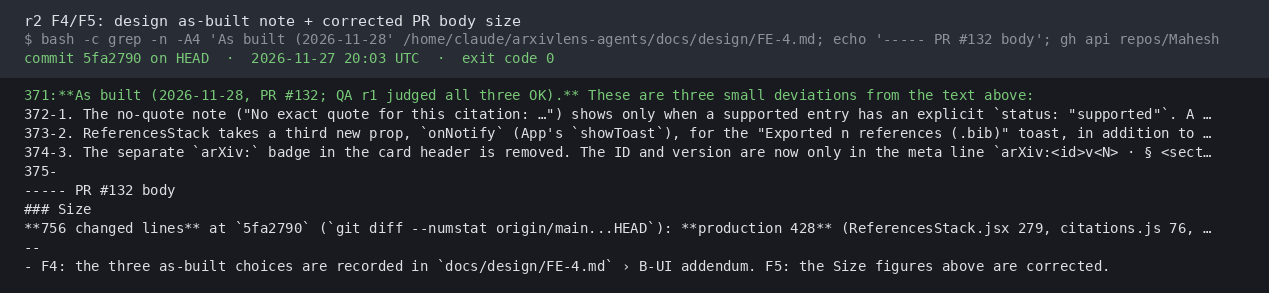 r2 F4/F5: design as-built note + corrected PR body size
$ bash -c grep -n -A4 'As built (2026-11-28' /home/claude/arxivlens-agents/docs/design/FE-4.md; echo '----- PR #132 body'; gh api repos/Mahesh
commit 5fa2790 on HEAD · 2026-11-27 20:03 UTC · exit code 0
371:**As built (2026-11-28, PR #132; QA r1 judged all three OK).** These are three small deviations from the text above:
372-1. The no-quote note ("No exact quote for this citation: …") shows only when a supported entry has an explicit `status: "supported"`. A …
373-2. ReferencesStack takes a third new prop, `onNotify` (App's `showToast`), for the "Exported n references (.bib)" toast, in addition to …
374-3. The separate `arXiv:` badge in the card header is removed. The ID and version are now only in the meta line `arXiv:<id>v<N> · § <sect…
375-
----- PR #132 body
### Size
**756 changed lines** at `5fa2790` (`git diff --numstat origin/main...HEAD`): **production 428** (ReferencesStack.jsx 279, citations.js 76, …
--
- F4: the three as-built choices are recorded in `docs/design/FE-4.md` › B-UI addendum. F5: the Size figures above are corrected.